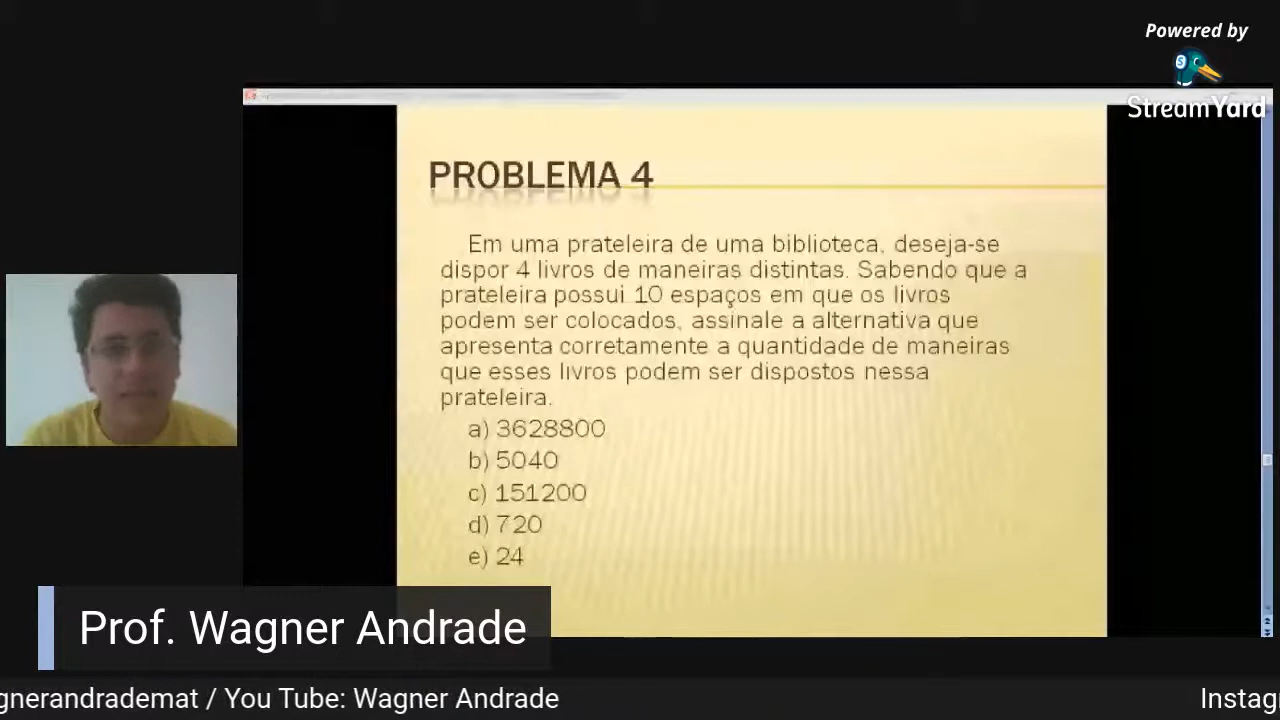 Powered by
StreamYard
PROBLEMA 4
Em uma prateleira de uma biblioteca, deseja-se
dispor 4 livros de maneiras distintas. Sabendo que a
prateleira possui 10 espaços em que os livros
podem ser colocados, assinale a alternativa que
apresenta corretamente a quantidade de maneiras
que esses livros podem ser dispostos nessa
prateleira.
a) 3628800
b) 5040
c) 151200
d) 720
e) 24
Prof. Wagner Andrade
gnerandrademat / You Tube: Wagner Andrade
Instag